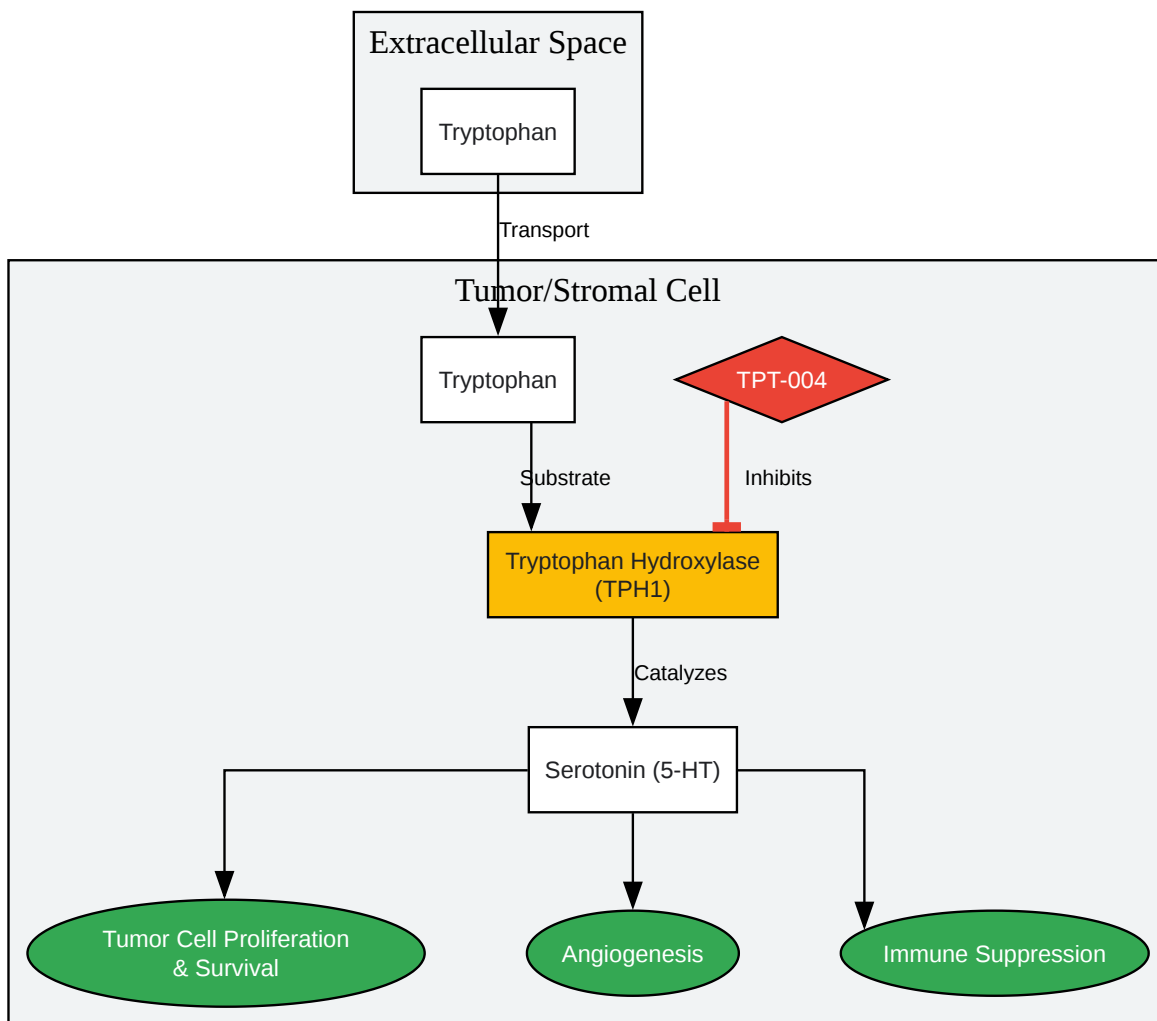 Extracellular Space
Tryptophan
Transport
Tumor/Stromal Cell
Tryptophan
TPT-004
Substrate
Inhibits
Tryptophan Hydroxylase
(TPH1)
Catalyzes
Serotonin (5-HT)
Tumor Cell Proliferation
& Survival
Angiogenesis
Immune Suppression